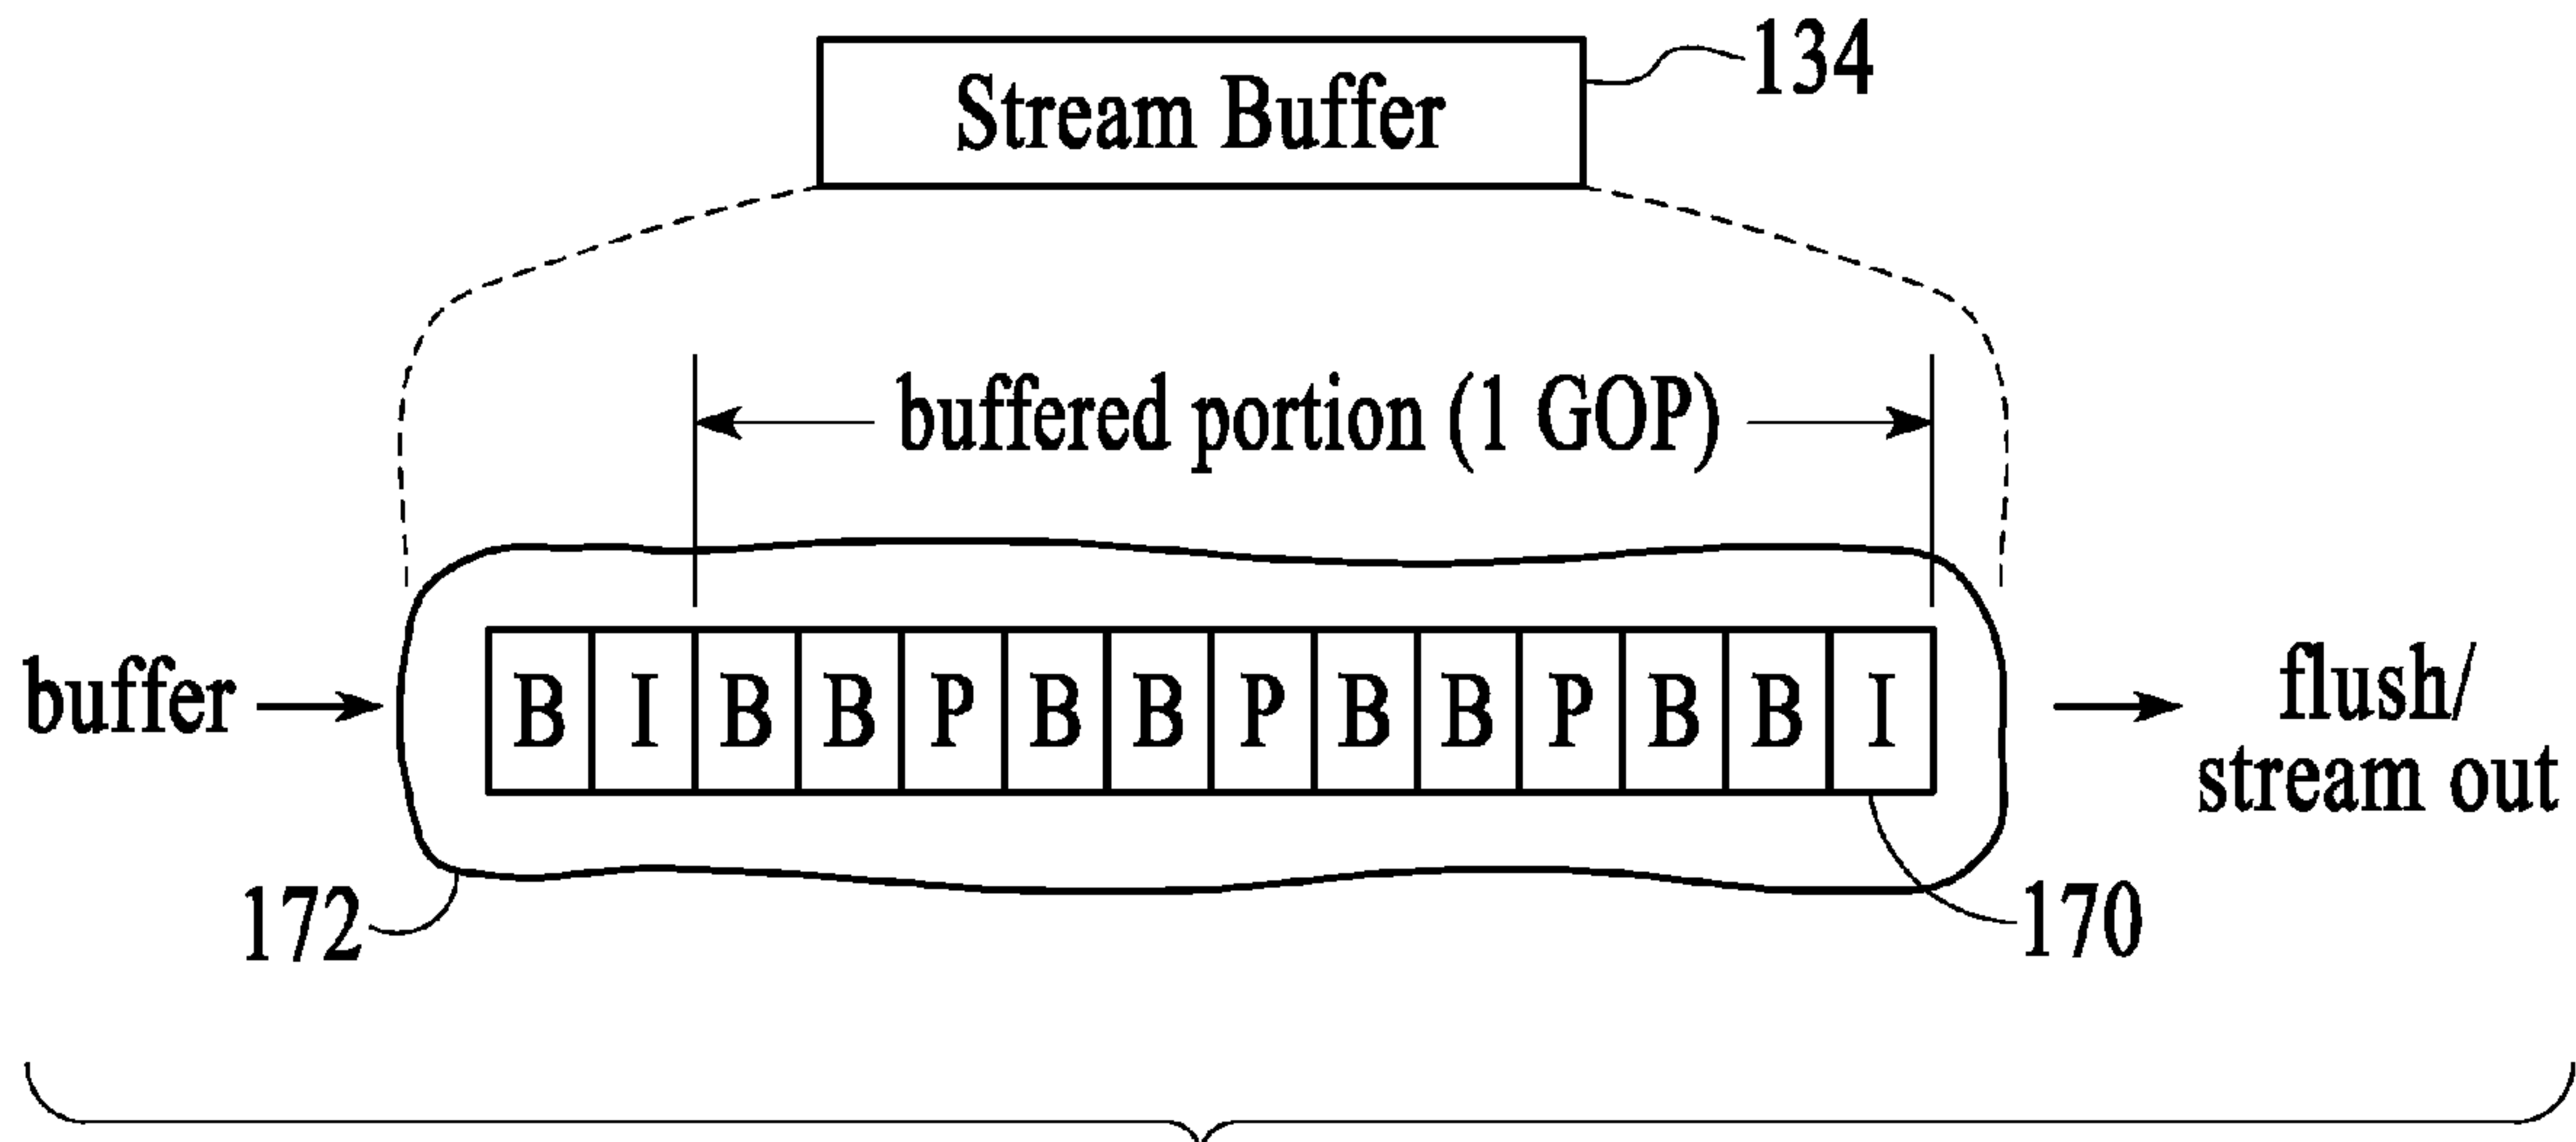 Stream Buffer
134
buffered portion (1 GOP)
buffer
B I B B P B B P B B P B B I
flush/
stream out
172
170